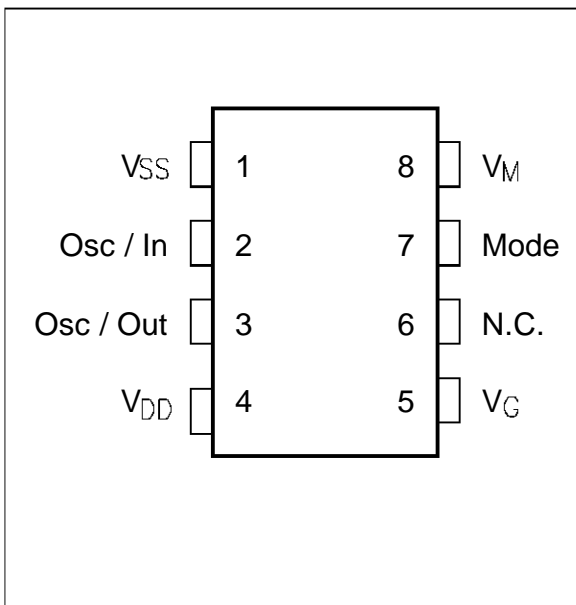 VSS 1 8 VM
Osc / In 2 7 Mode
Osc / Out 3 6 N.C.
VDD 4 5 VG